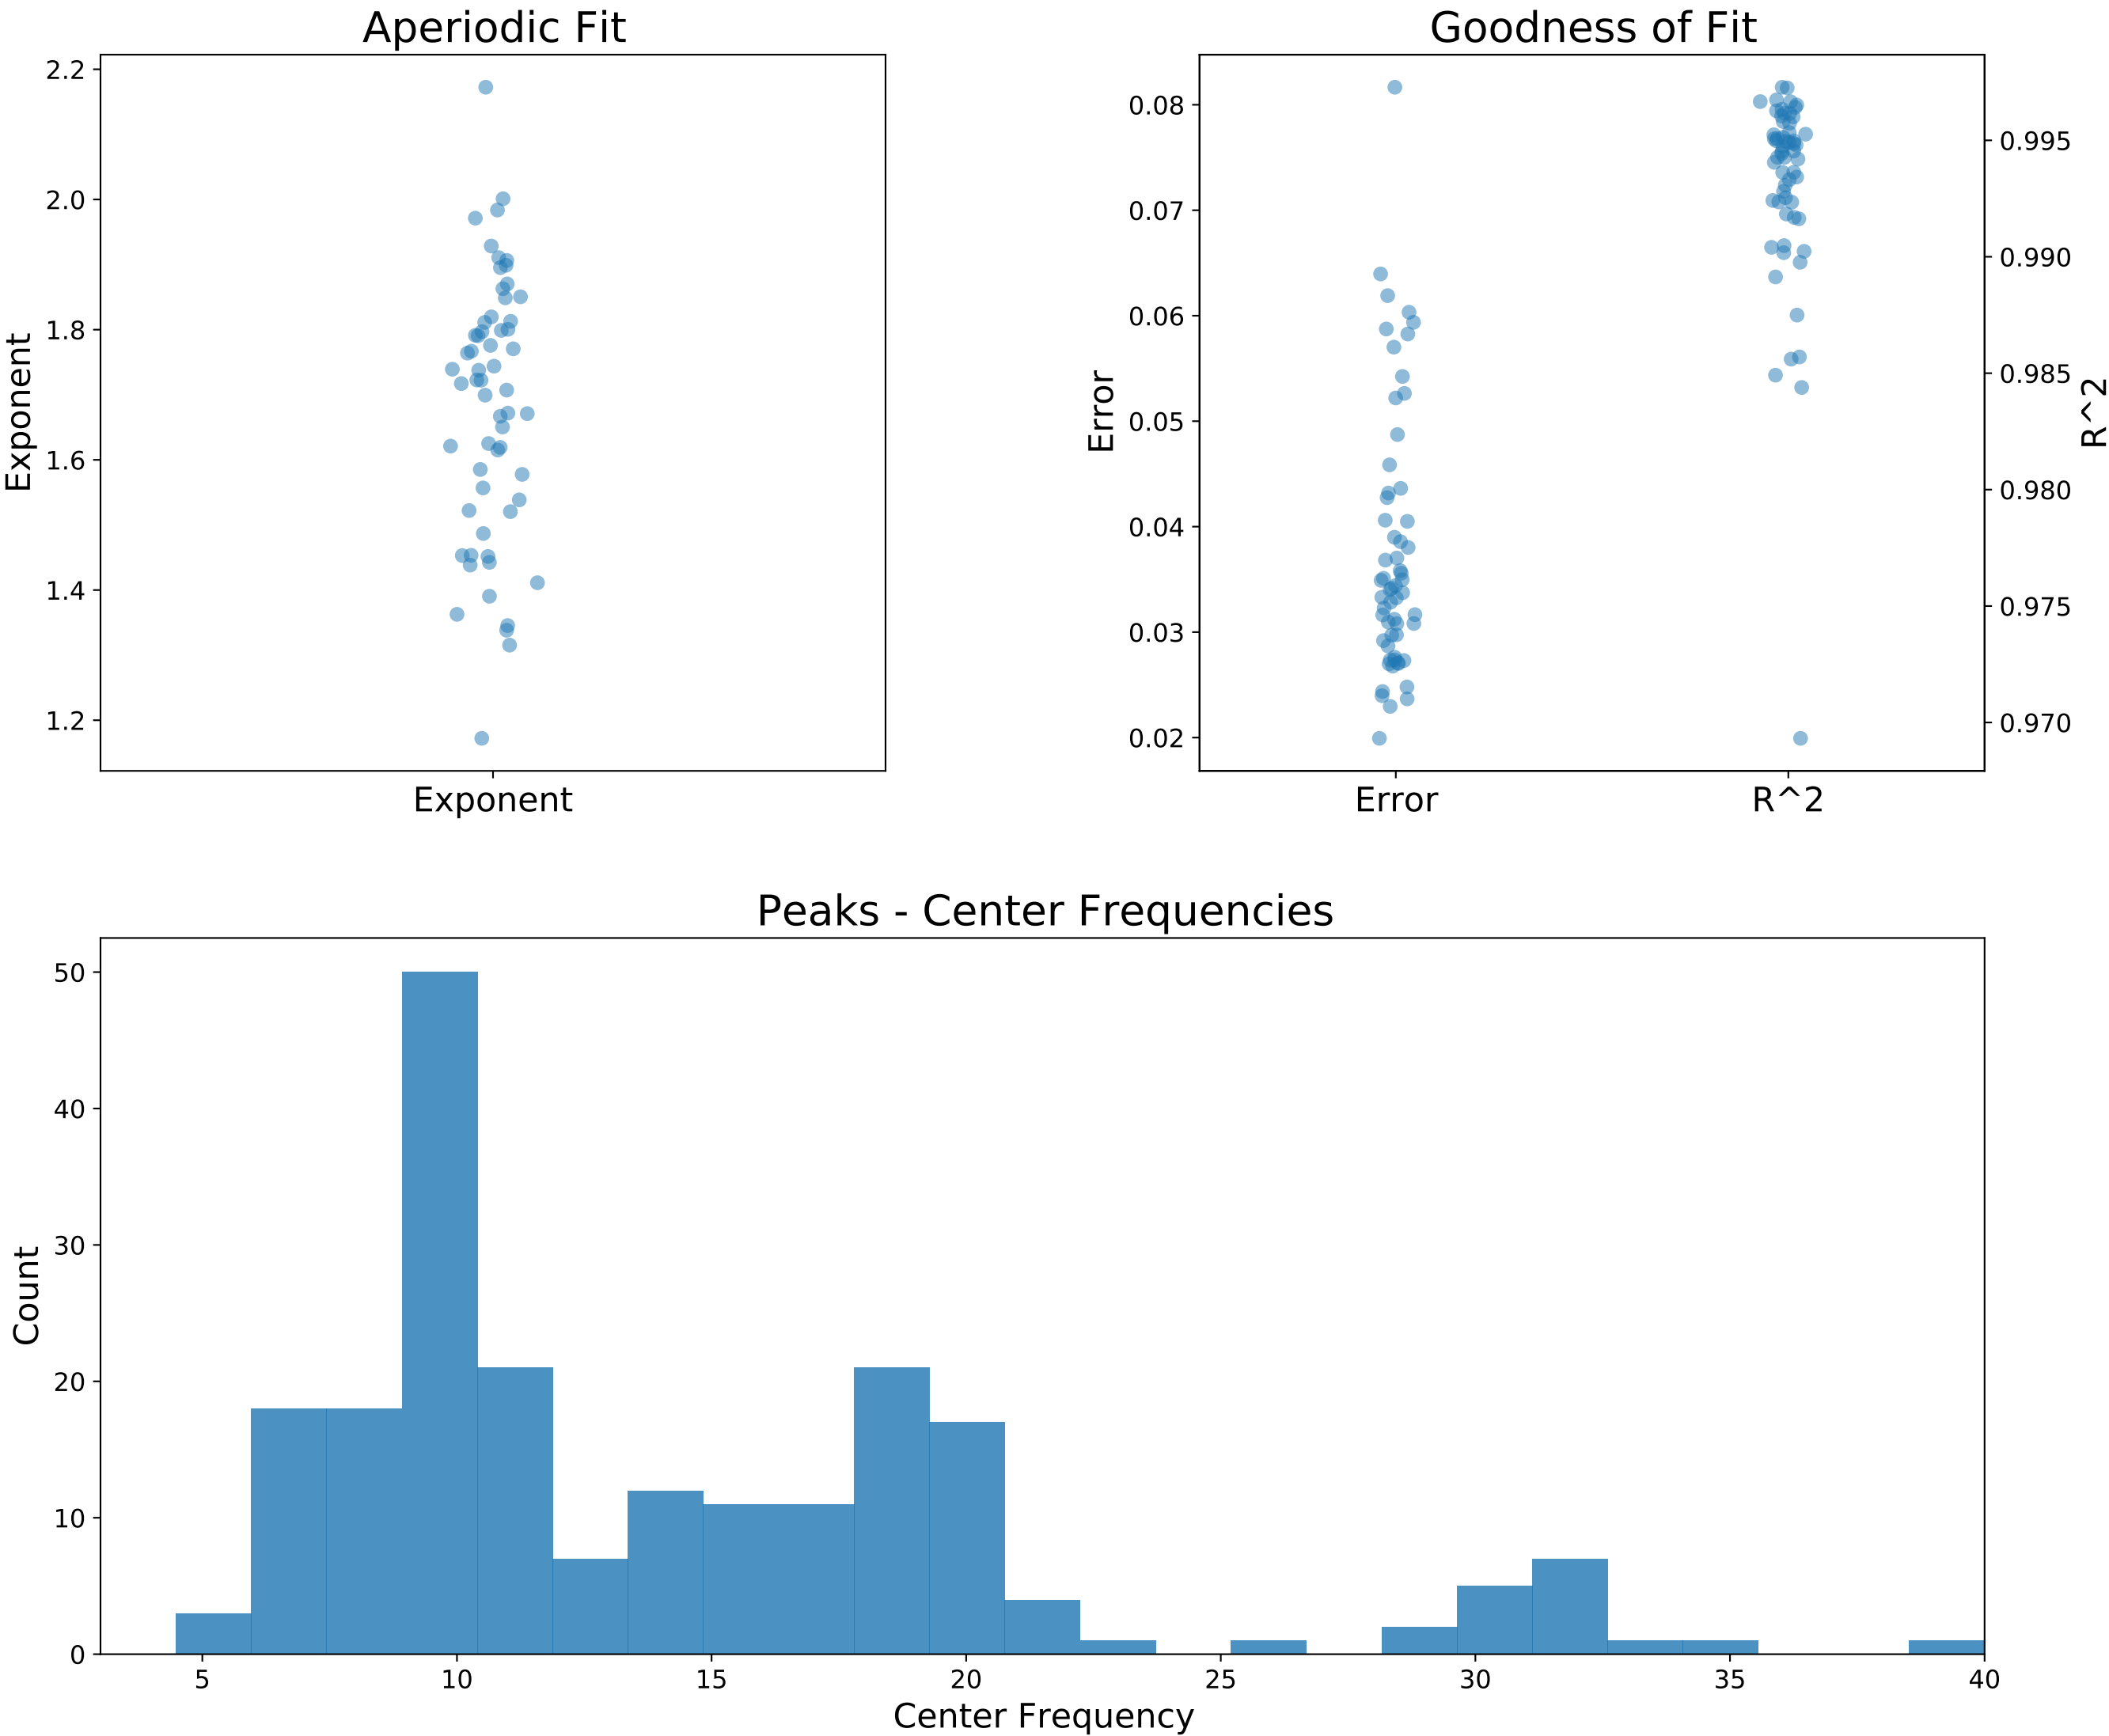 Aperiodic Fit
2.2
2.0
1.8
1.6
1.4
1.2
Exponent
Exponent
Goodness of Fit
0.08
0.07
0.06
0.05
0.04
0.03
0.02
Error
Error
R^2
0.995
0.990
0.985
0.980
0.975
0.970
R^2
Peaks - Center Frequencies
50
40
30
20
10
0
Count
5 10 15 20 25 30 35 40
Center Frequency